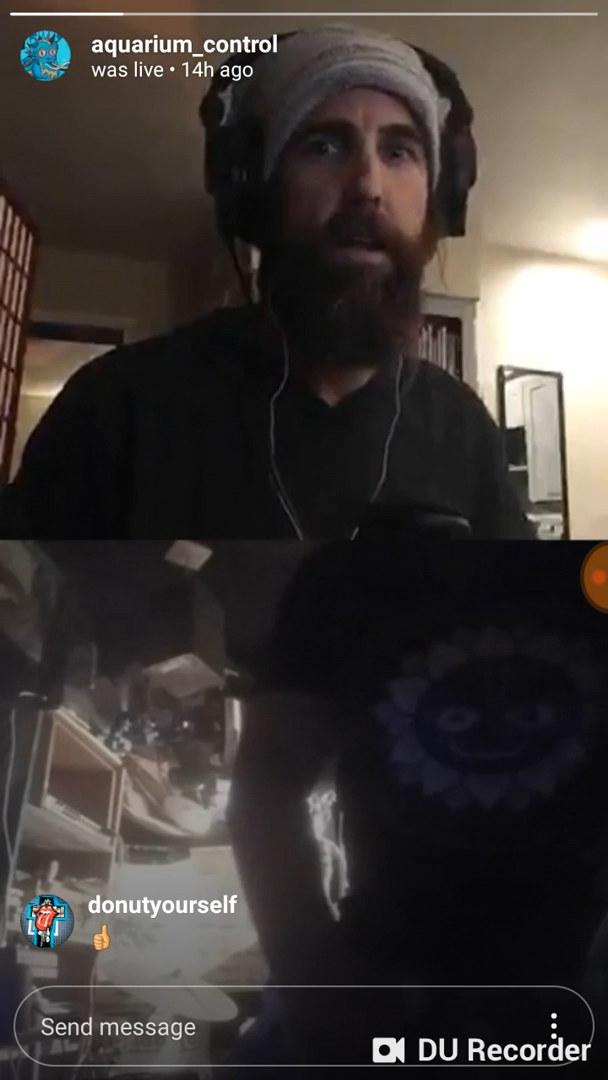 aquarium_control
was live • 14h ago
donutyourself
👍
Send message
DU Recorder